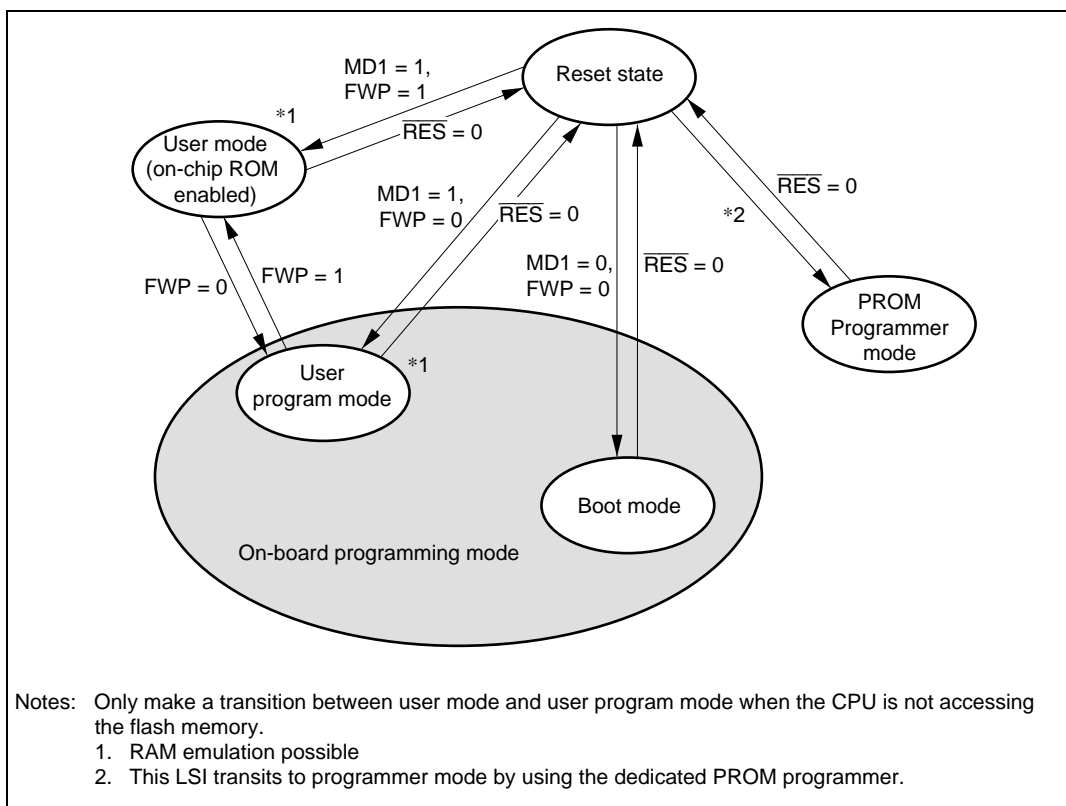 Reset state
MD1 = 1,
FWP = 1
*1
RES = 0
User mode
(on-chip ROM
enabled)
MD1 = 1,
FWP = 0
RES = 0
RES = 0
*2
MD1 = 0,
FWP = 0
RES = 0
FWP = 0
FWP = 1
PROM
Programmer
mode
User
program mode
*1
Boot mode
On-board programming mode
Notes: Only make a transition between user mode and user program mode when the CPU is not accessing
the flash memory.
1. RAM emulation possible
2. This LSI transits to programmer mode by using the dedicated PROM programmer.